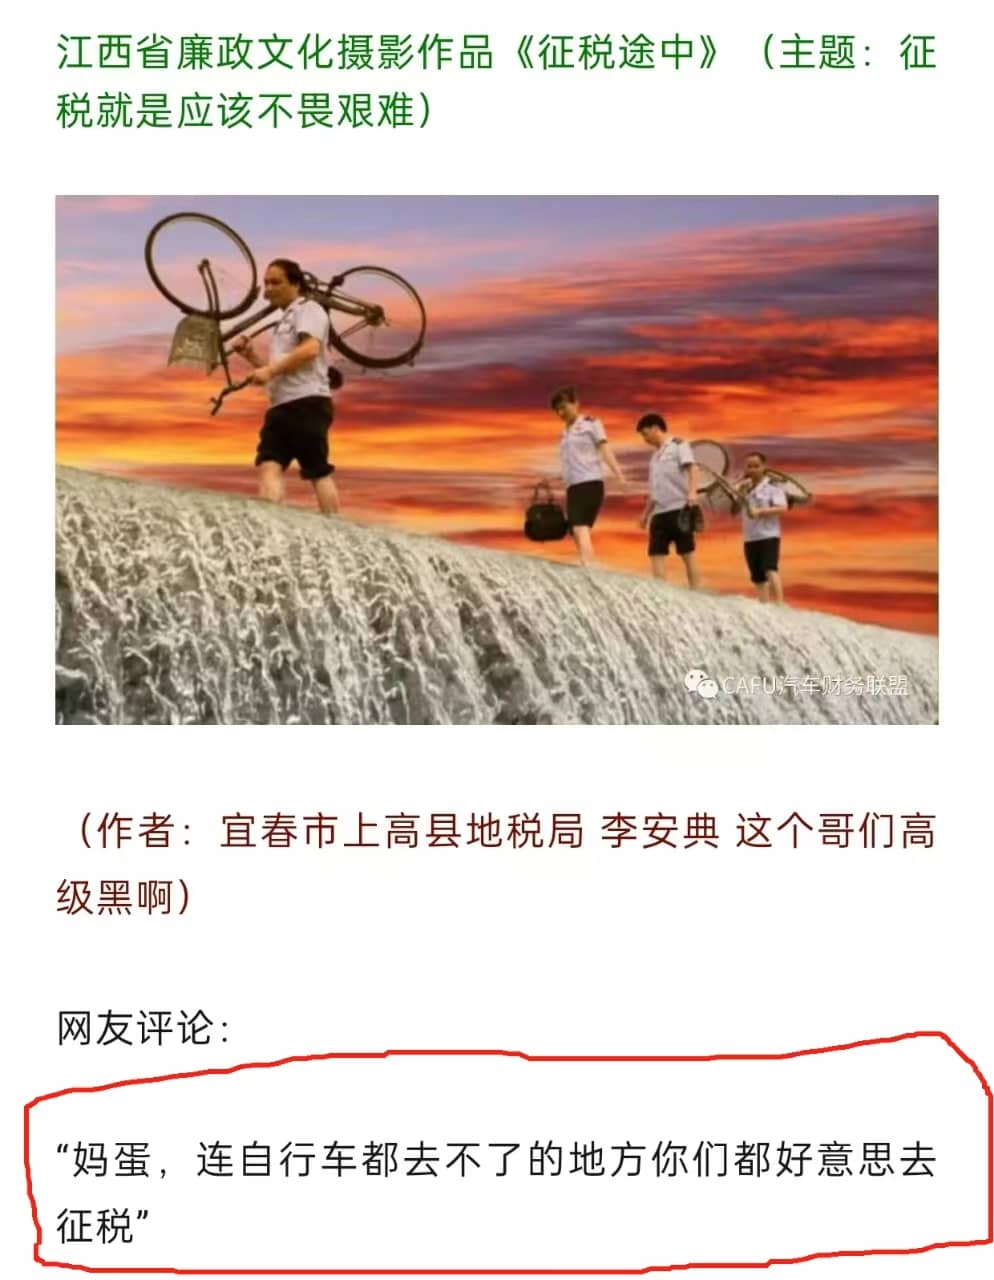 江西省廉政文化摄影作品《征税途中》（主题：征
税就是应该不畏艰难）
CAFU汽车财务联盟
（作者：宜春市上高县地税局 李安典 这个哥们高
级黑啊）
网友评论：
“妈蛋，连自行车都去不了的地方你们都好意思去
征税”